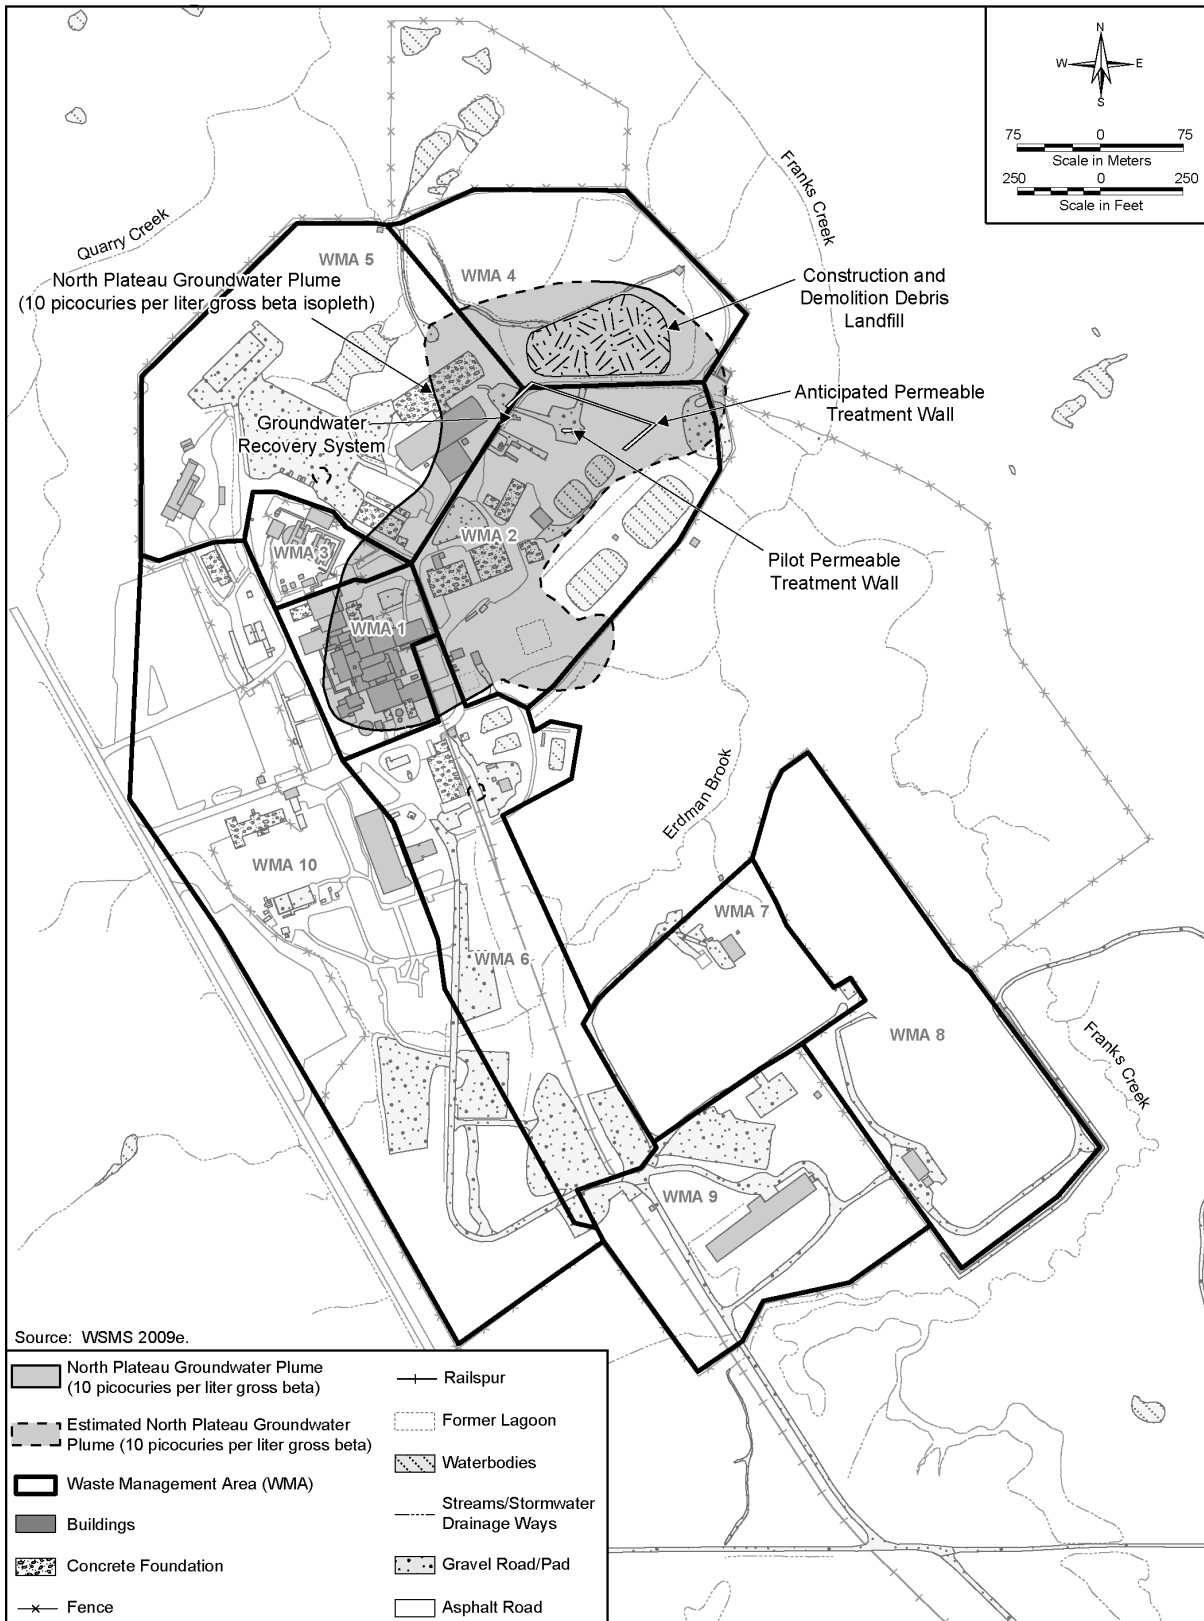 N
W E
S
75 0 75
Scale in Meters
250 0 250
Scale in Feet
Franks Creek
Quarry Creek
WMA 5
WMA 4
North Plateau Groundwater Plume
(10 picocuries per liter gross beta isopleth)
Construction and
Demolition Debris
Landfill
Anticipated Permeable
Treatment Wall
Groundwater
Recovery System
WMA 2
WMA 3
Pilot Permeable
Treatment Wall
WMA 1
Erdman Brook
WMA 10
WMA 7
WMA 6
WMA 8
Franks Creek
WMA 9
Source: WSMS 2009e.
North Plateau Groundwater Plume
(10 picocuries per liter gross beta)
Estimated North Plateau Groundwater
Plume (10 picocuries per liter gross beta)
Waste Management Area (WMA)
Buildings
Concrete Foundation
Fence
Railspur
Former Lagoon
Waterbodies
Streams/Stormwater
Drainage Ways
Gravel Road/Pad
Asphalt Road